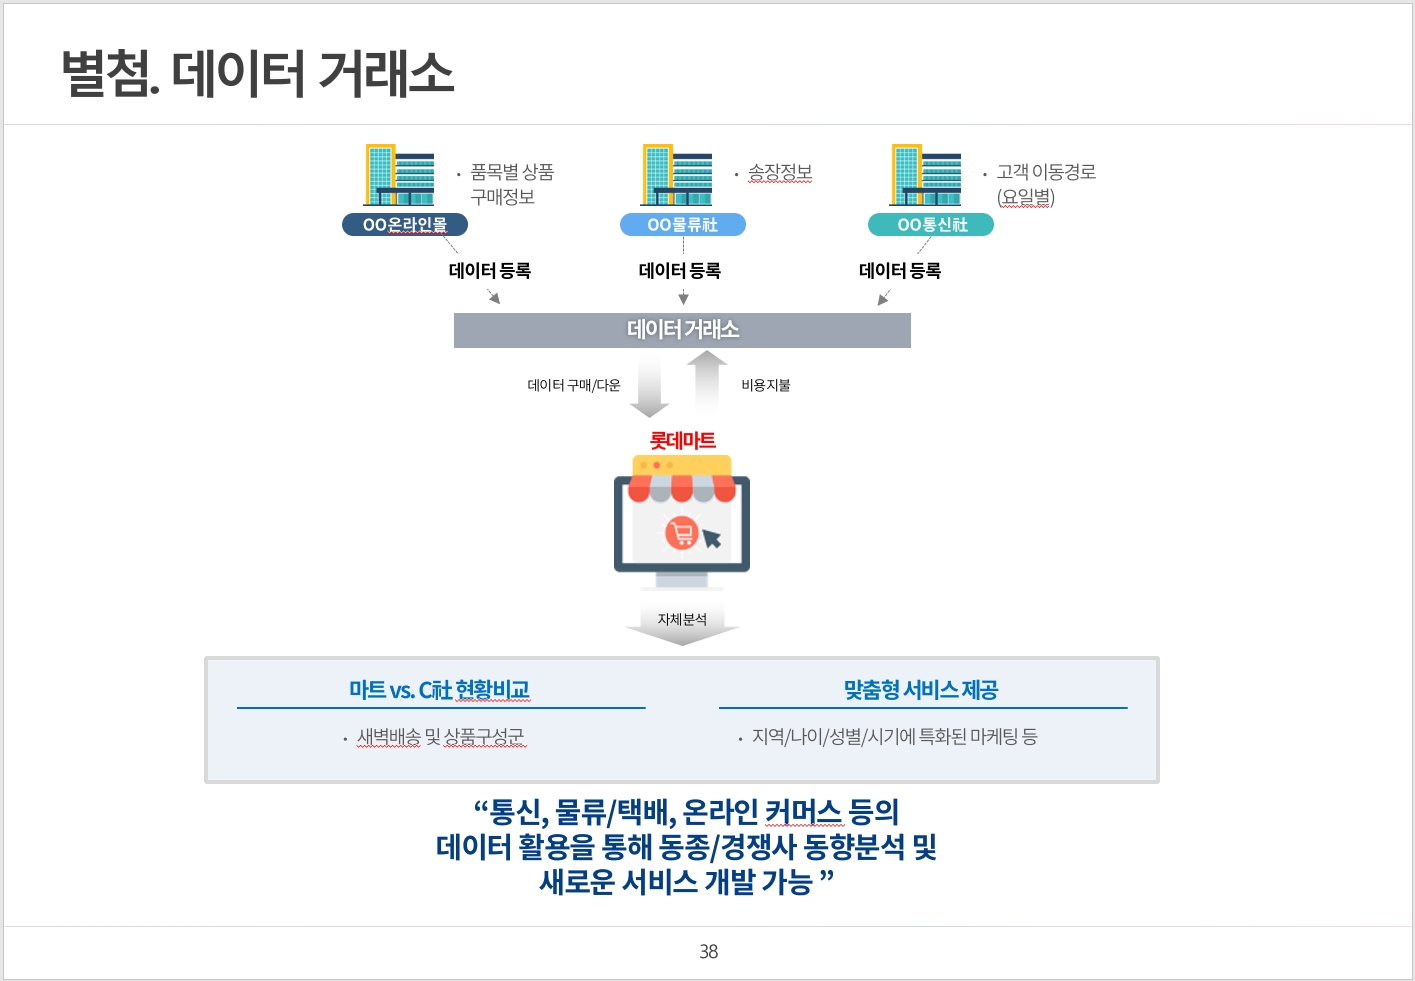 별첨. 데이터 거래소
• 품목별 상품
구매정보
OO온라인몰
• 송장정보
OO물류社
• 고객 이동경로
(요일별)
OO통신社
데이터 등록
데이터 등록
데이터 등록
데이터 거래소
데이터 구매/다운
비용지불
롯데마트
자체분석
마트 vs. C社 현황비교
• 새벽배송 및 상품구성군
맞춤형 서비스 제공
• 지역/나이/성별/시기에 특화된 마케팅 등
“통신, 물류/택배, 온라인 커머스 등의
데이터 활용을 통해 동종/경쟁사 동향분석 및
새로운 서비스 개발 가능 ”
38